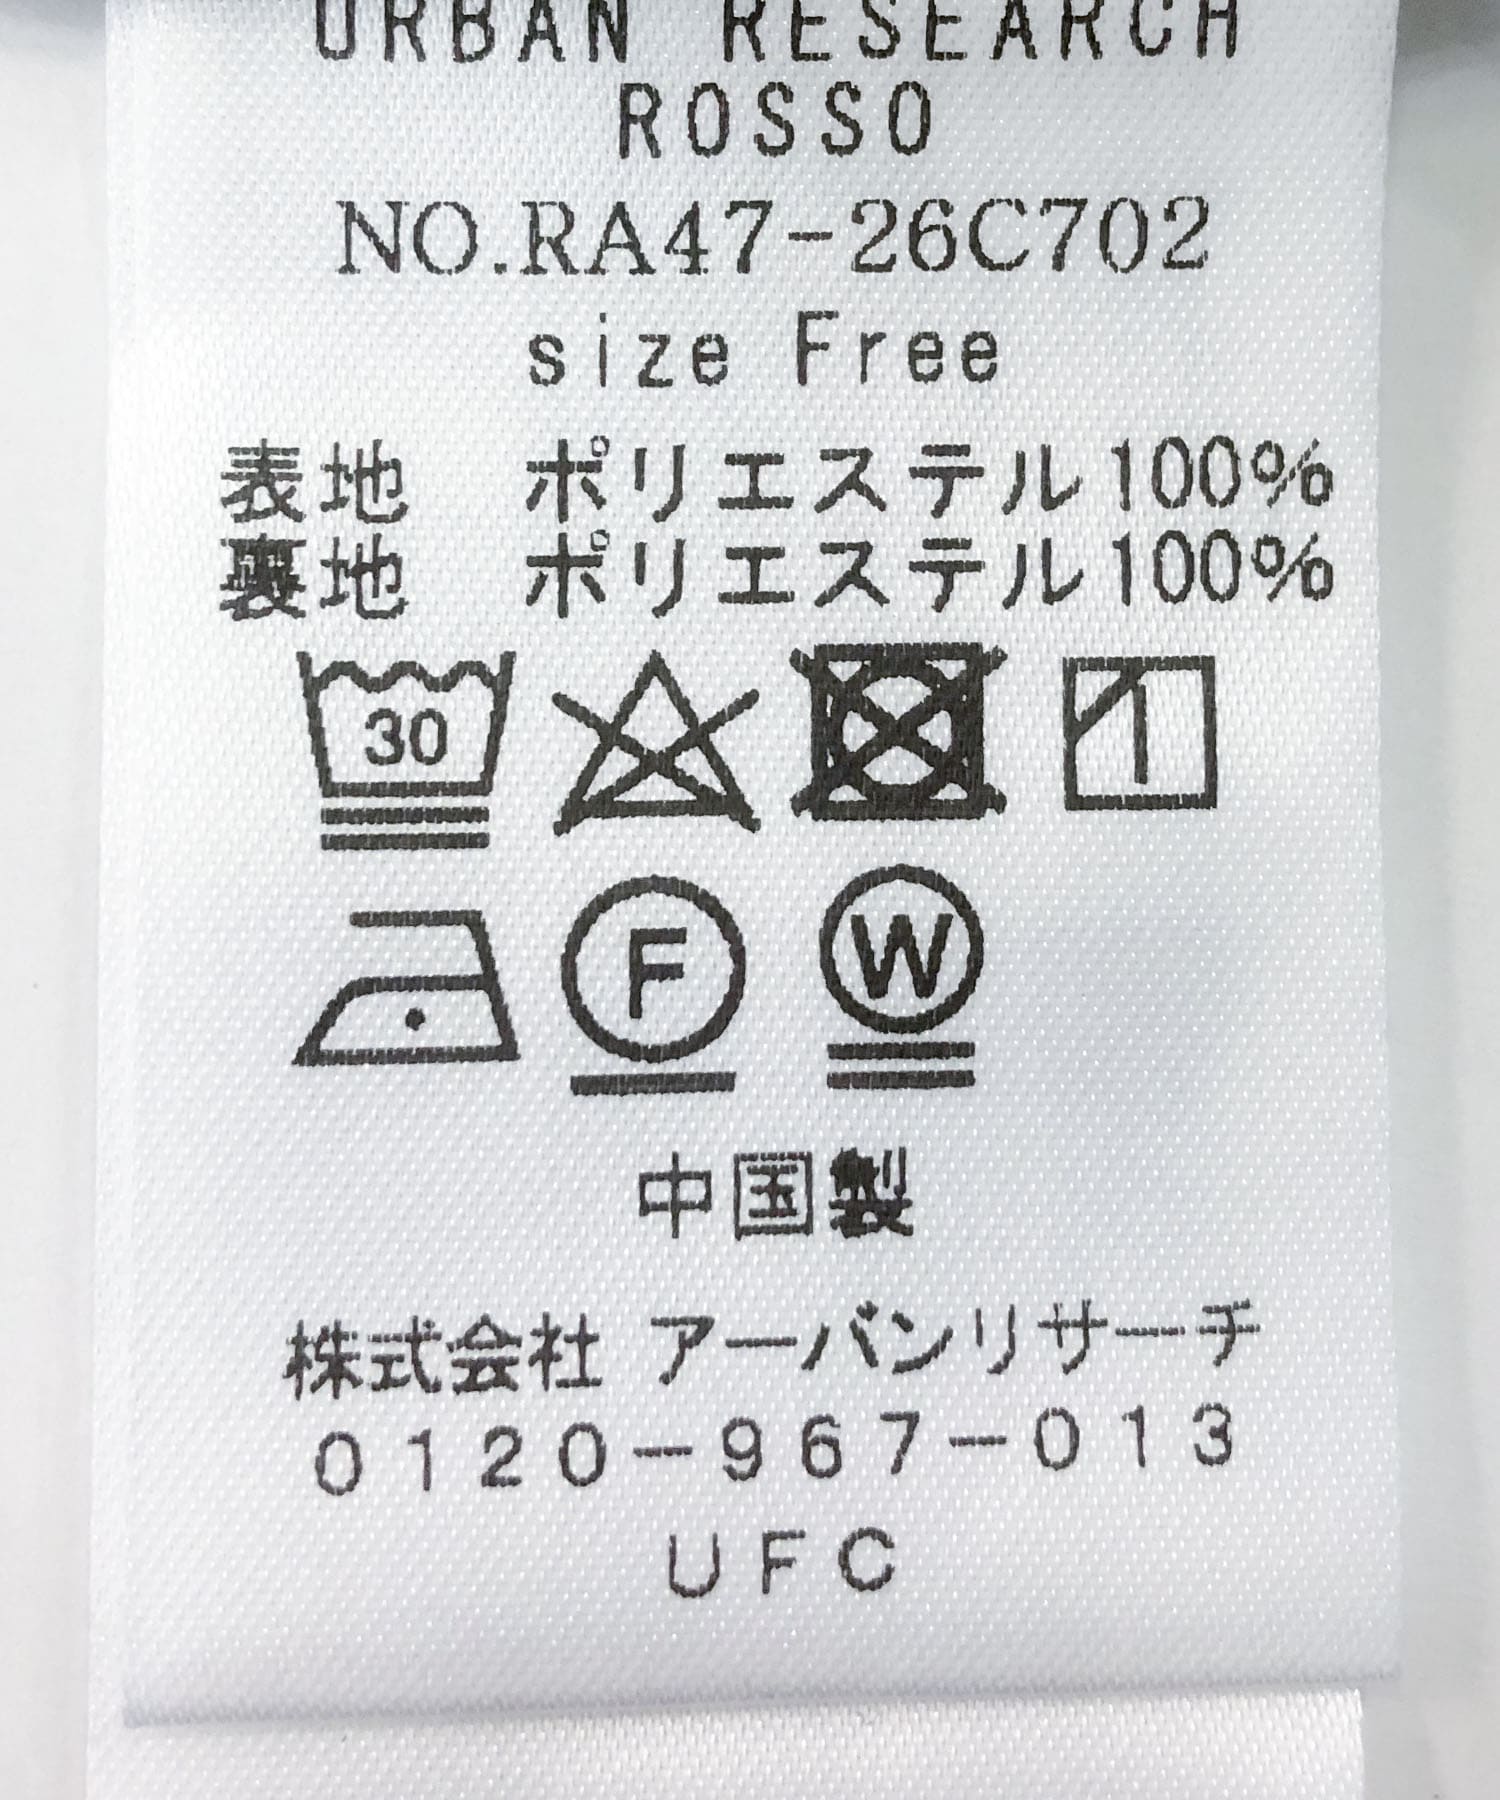 URBAN RESEARCH
ROSSO
NO.RA47-26C702
size Free
表地 ポリエステル100%
裏地 ポリエステル100%
30
F W
中国製
株式会社 アーバンリサーチ
0120-967-013
UFC